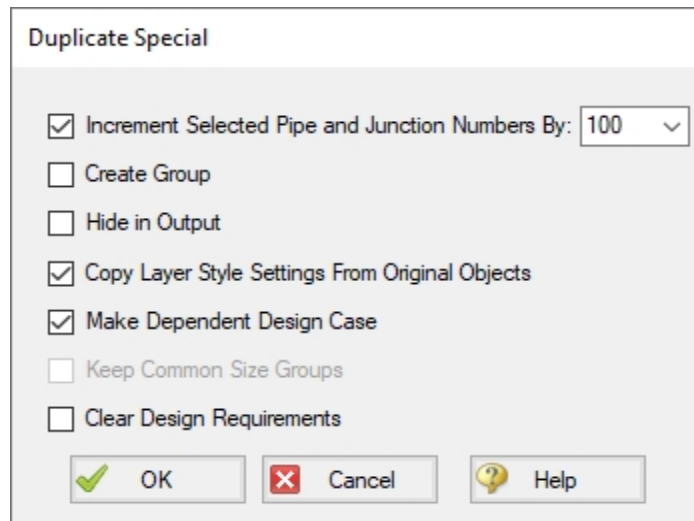 Duplicate Special
Increment Selected Pipe and Junction Numbers By: 100
Create Group
Hide in Output
Copy Layer Style Settings From Original Objects
Make Dependent Design Case
Keep Common Size Groups
Clear Design Requirements
OK Cancel Help